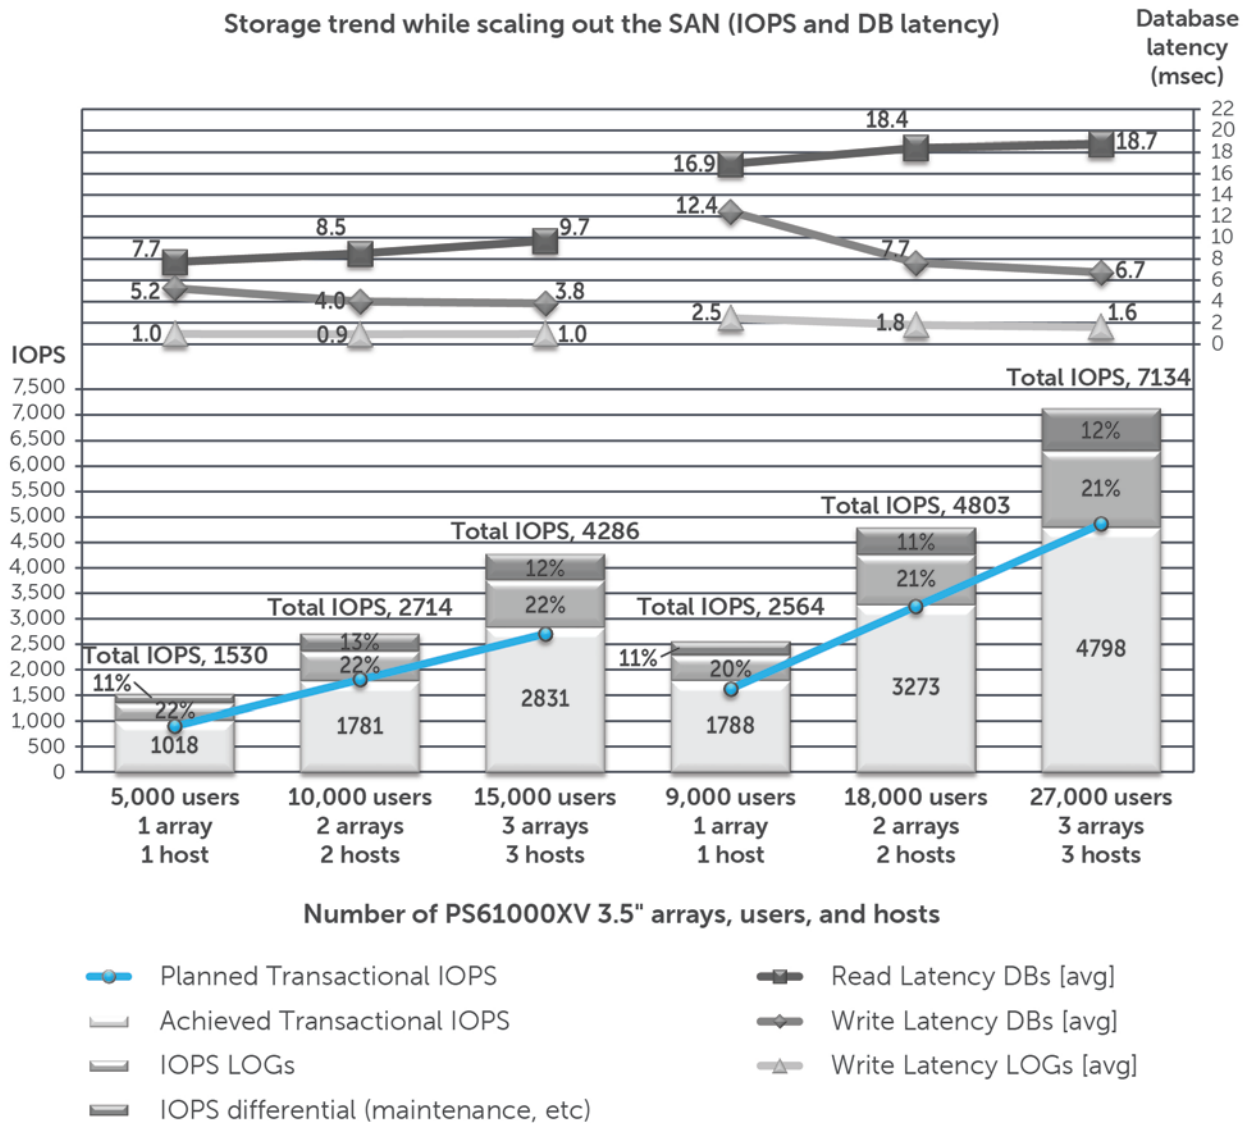 Storage trend while scaling out the SAN (IOPS and DB latency)
Database
latency
(msec)
22
20
18
16
14
12
10
8
6
4
2
0
7.7
8.5
9.7
16.9
18.4
18.7
5.2
4.0
3.8
12.4
7.7
6.7
1.0
0.9
1.0
2.5
1.8
1.6
IOPS
7,500
7,000
6,500
6,000
5,500
5,000
4,500
4,000
3,500
3,000
2,500
2,000
1,500
1,000
500
0
Total IOPS, 1530
11%
22%
1018
Total IOPS, 2714
13%
22%
1781
Total IOPS, 4286
12%
22%
2831
Total IOPS, 2564
11%
20%
1788
Total IOPS, 4803
11%
21%
3273
Total IOPS, 7134
12%
21%
4798
5,000 users
1 array
1 host
10,000 users
2 arrays
2 hosts
15,000 users
3 arrays
3 hosts
9,000 users
1 array
1 host
18,000 users
2 arrays
2 hosts
27,000 users
3 arrays
3 hosts
Number of PS61000XV 3.5" arrays, users, and hosts
Planned Transactional IOPS
Achieved Transactional IOPS
IOPS LOGs
IOPS differential (maintenance, etc)
Read Latency DBs [avg]
Write Latency DBs [avg]
Write Latency LOGs [avg]